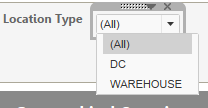 Location Type
(All)
(All)
DC
WAREHOUSE